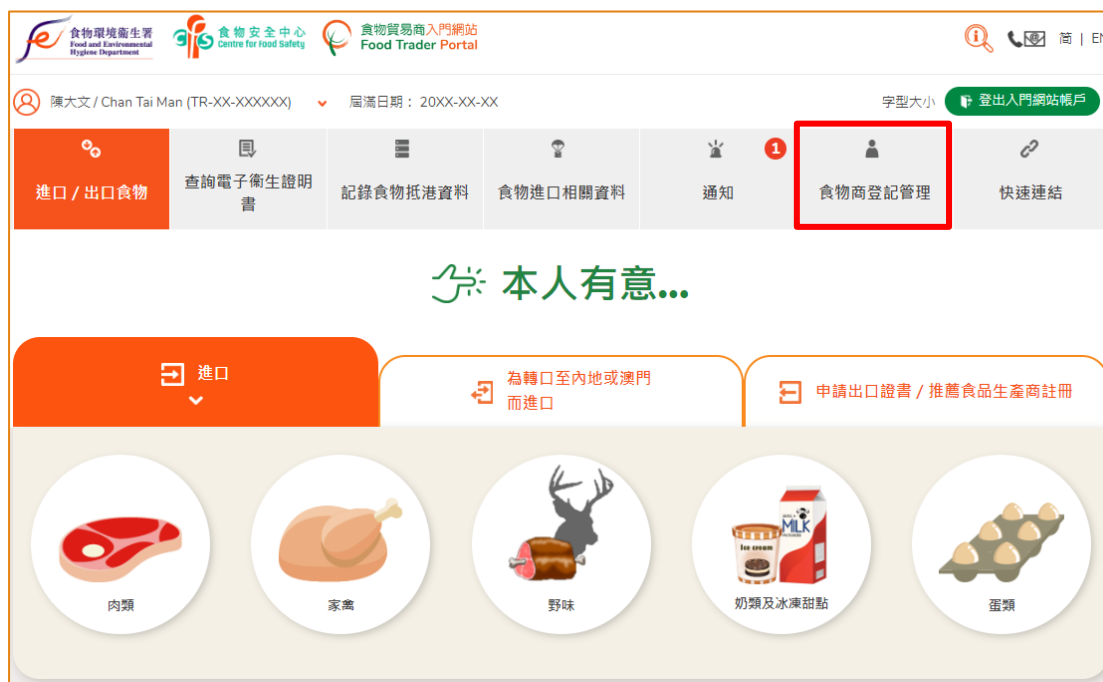 食物環境衞生署
Food and Environmental
Hygiene Department
cfs
食物安全中心
Centre for Food Safety
食物貿易商入門網站
Food Trader Portal
简 | EN
陳大文 / Chan Tai Man (TR-XX-XXXXXX)
屆滿日期： 20XX-XX-XX
字型大小
登出入門網站帳戶
進口 / 出口食物
查詢電子衞生證明
書
記錄食物抵港資料
食物進口相關資料
通知
1
食物商登記管理
快速連結
本人有意...
進口
為轉口至內地或澳門
而進口
申請出口證書 / 推薦食品生產商註冊
肉類
家禽
野味
Ice cream
MILK
奶類及冰凍甜點
蛋類